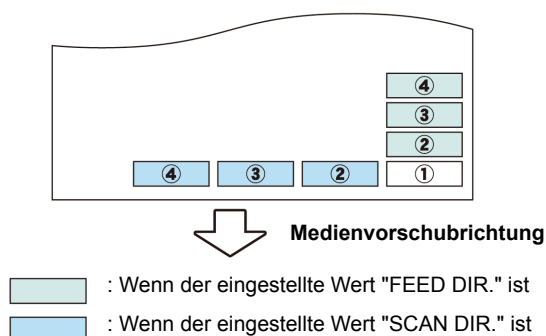 ④
③
②
④ ③ ② ①
Medienvorschubrichtung
: Wenn der eingestellte Wert "FEED DIR." ist
: Wenn der eingestellte Wert "SCAN DIR." ist